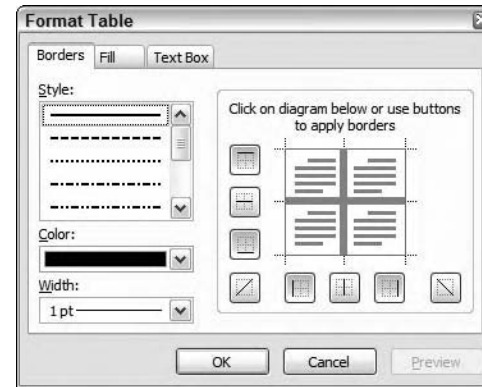 Format Table
Borders Fill Text Box
Style:
Click on diagram below or use buttons
to apply borders
Color:
Width:
1 pt
OK Cancel Preview